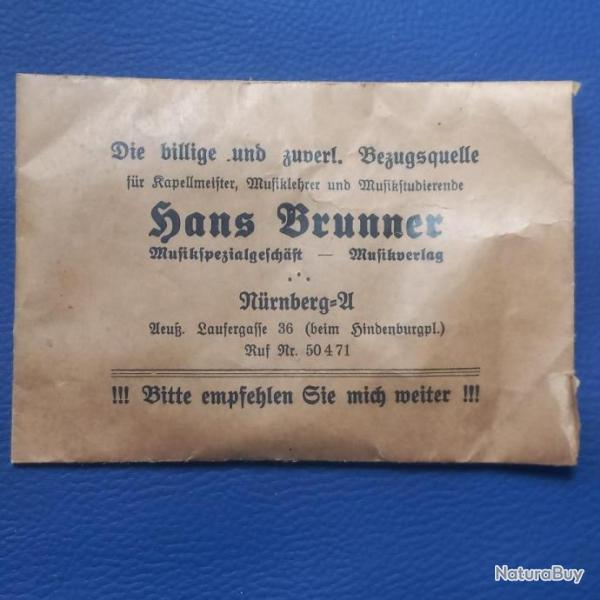 Die billige und zuverl. Bezugsquelle
für Kapellmeister, Musiklehrer und Musikstudierende
Hans Brunner
Musikspezialgeschäft — Musikverlag
Nürnberg=A
Aeuß. Laufergasse 36 (beim Hindenburgpl.)
Ruf Nr. 50471
!!! Bitte empfehlen Sie mich weiter !!!
NaturaBuy